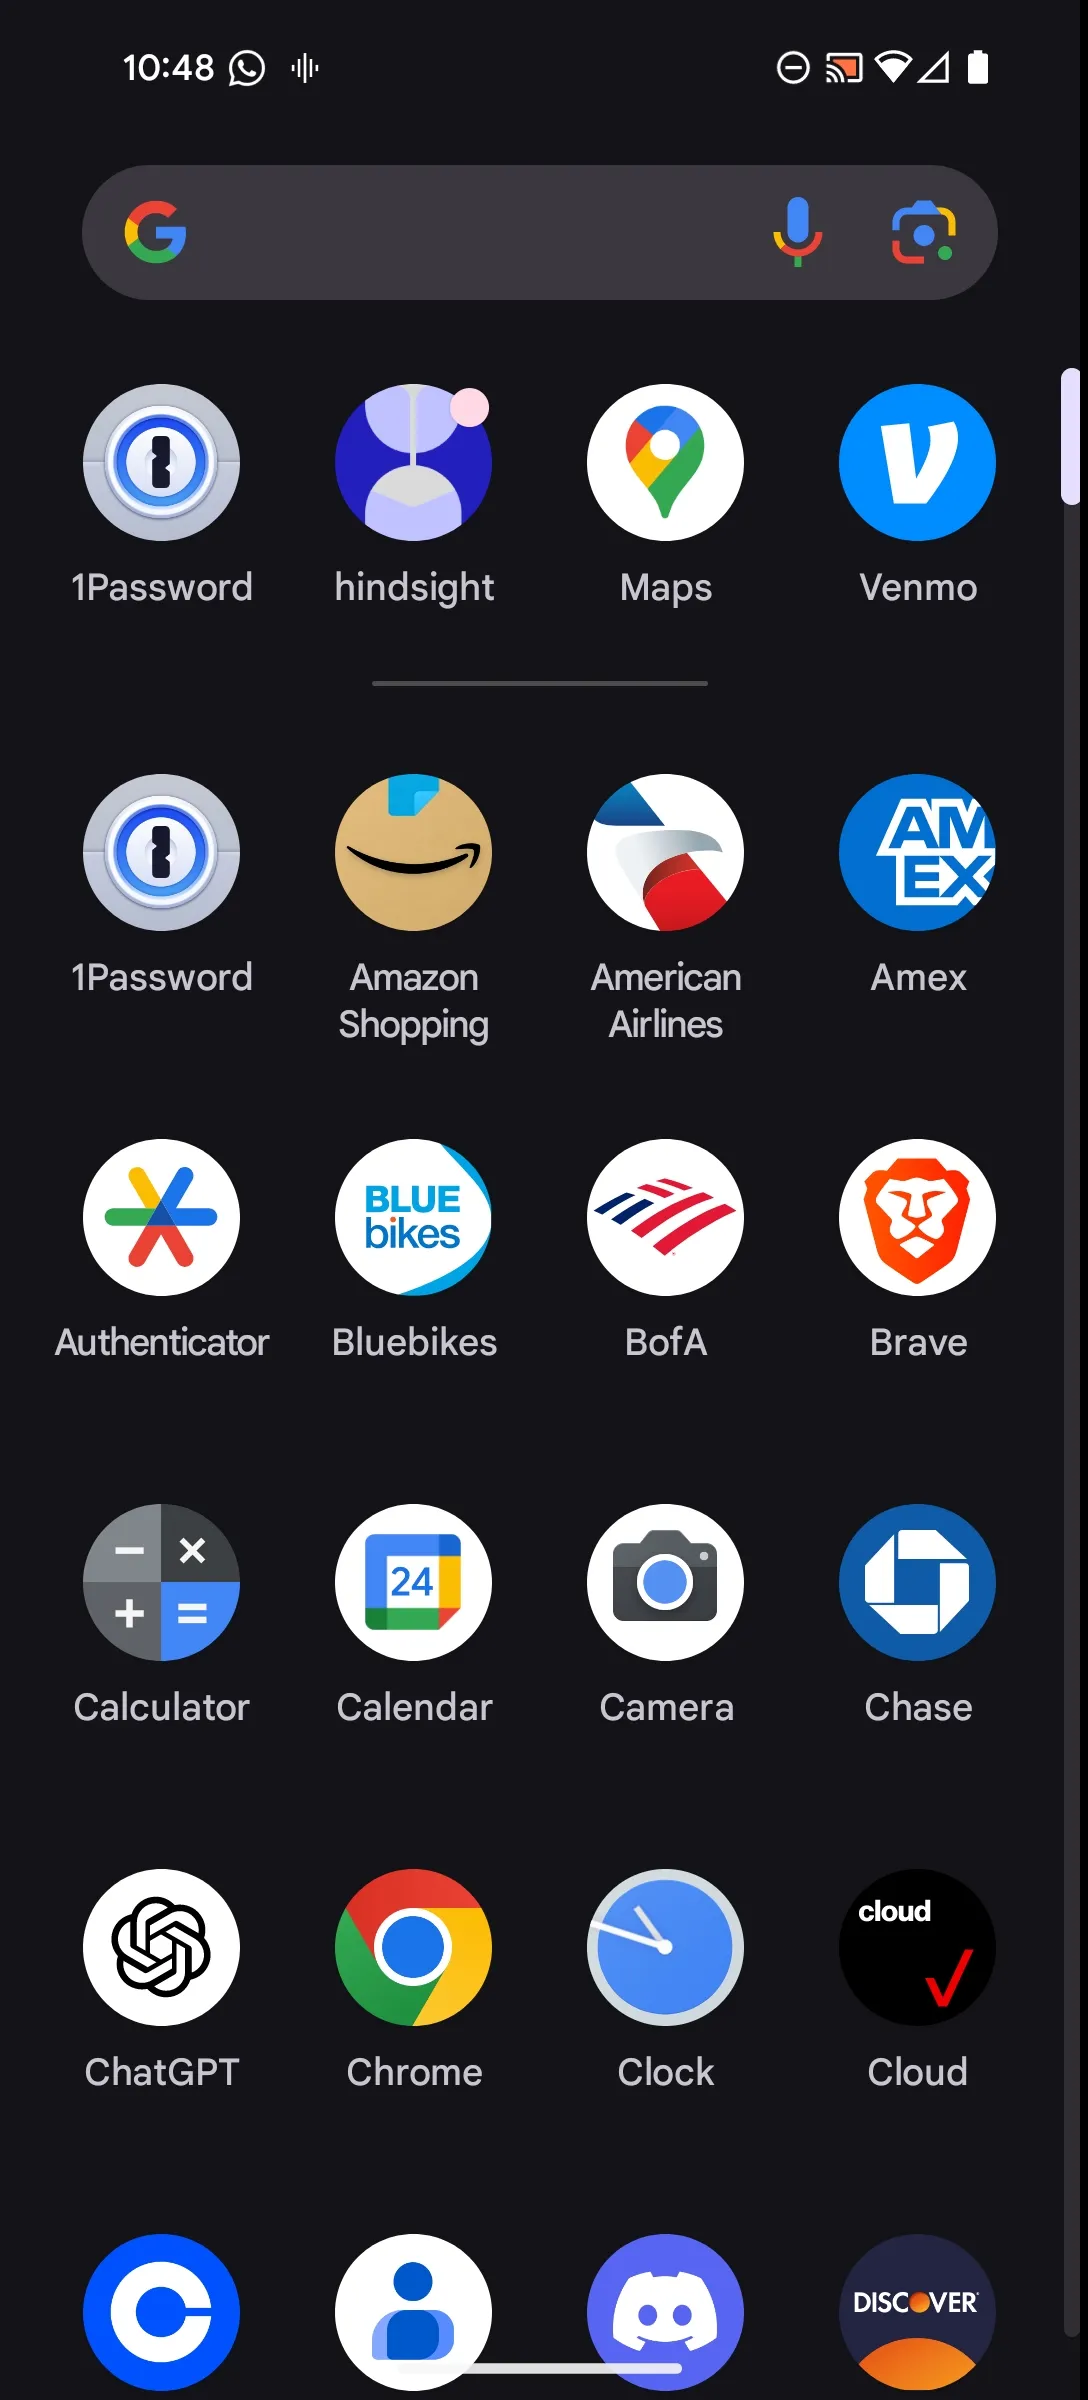 10:48
1Password
hindsight
Maps
Venmo
AM
EX
1Password
Amazon
Shopping
American
Airlines
Amex
BLUE
bikes
Authenticator
Bluebikes
BofA
Brave
24
Calculator
Calendar
Camera
Chase
cloud
ChatGPT
Chrome
Clock
Cloud
DISCOVER